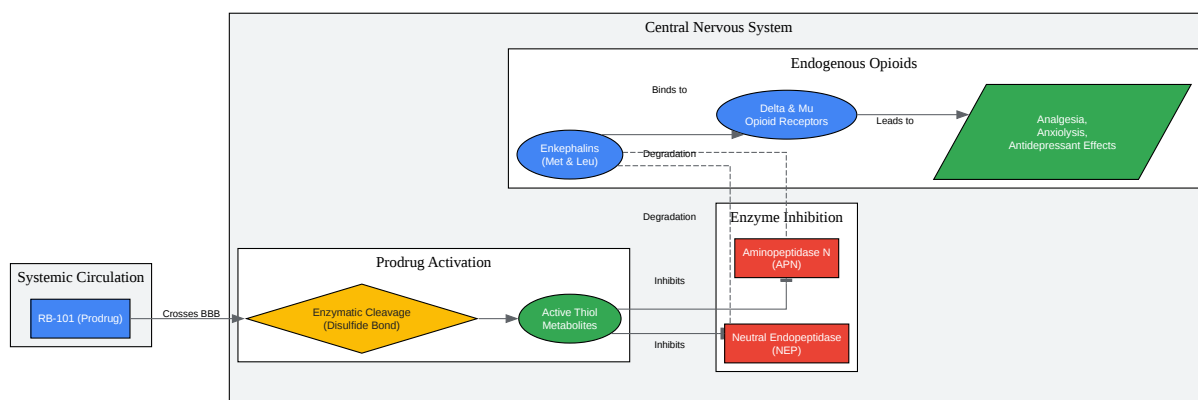 Central Nervous System
Endogenous Opioids
Binds to
Delta & Mu
Opioid Receptors
Leads to
Analgesia,
Anxiolysis,
Antidepressant Effects
Enkephalins
(Met & Leu)
Degradation
Degradation
Enzyme Inhibition
Aminopeptidase N
(APN)
Prodrug Activation
Systemic Circulation
RB-101 (Prodrug)
Crosses BBB
Enzymatic Cleavage
(Disulfide Bond)
Active Thiol
Metabolites
Inhibits
Inhibits
Neutral Endopeptidase
(NEP)